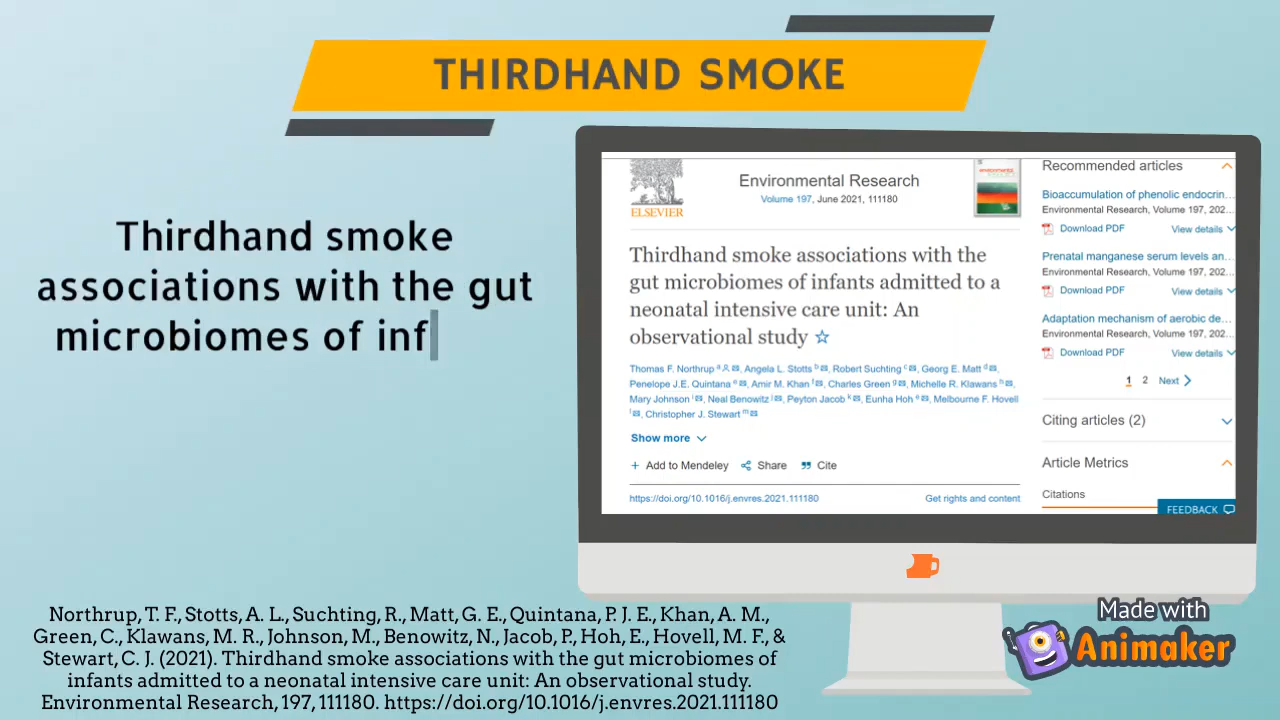 THIRDHAND SMOKE
Thirdhand smoke
associations with the gut
microbiomes of inf
ELSEVIER
Environmental Research
Volume 197, June 2021, 111180
Thirdhand smoke associations with the
gut microbiomes of infants admitted to a
neonatal intensive care unit: An
observational study
Thomas F. Northrup a, Angela L. Stotts b, Robert Suchting c, Georg E. Matt d,
Penelope J.E. Quintana e, Amir M. Khan f, Charles Green g, Michelle R. Klawans h,
Mary Johnson i, Neal Benowitz j, Peyton Jacob k, Eunha Hoh e, Melbourne F. Hovell
l, Christopher J. Stewart m
Show more
+ Add to Mendeley Share Cite
https://doi.org/10.1016/j.envres.2021.111180 Get rights and content
Recommended articles
Bioaccumulation of phenolic endocrin...
Environmental Research, Volume 197, 202...
Download PDF View details
Prenatal manganese serum levels an...
Environmental Research, Volume 197, 202...
Download PDF View details
Adaptation mechanism of aerobic de...
Environmental Research, Volume 197, 202...
Download PDF View details
1 2 Next
Citing articles (2)
Article Metrics
Citations
FEEDBACK
Northrup, T. F., Stotts, A. L., Suchting, R., Matt, G. E., Quintana, P. J. E., Khan, A. M.,
Green, C., Klawans, M. R., Johnson, M., Benowitz, N., Jacob, P., Hoh, E., Hovell, M. F., &
Stewart, C. J. (2021). Thirdhand smoke associations with the gut microbiomes of
infants admitted to a neonatal intensive care unit: An observational study.
Environmental Research, 197, 111180. https://doi.org/10.1016/j.envres.2021.111180
Made with
Animaker